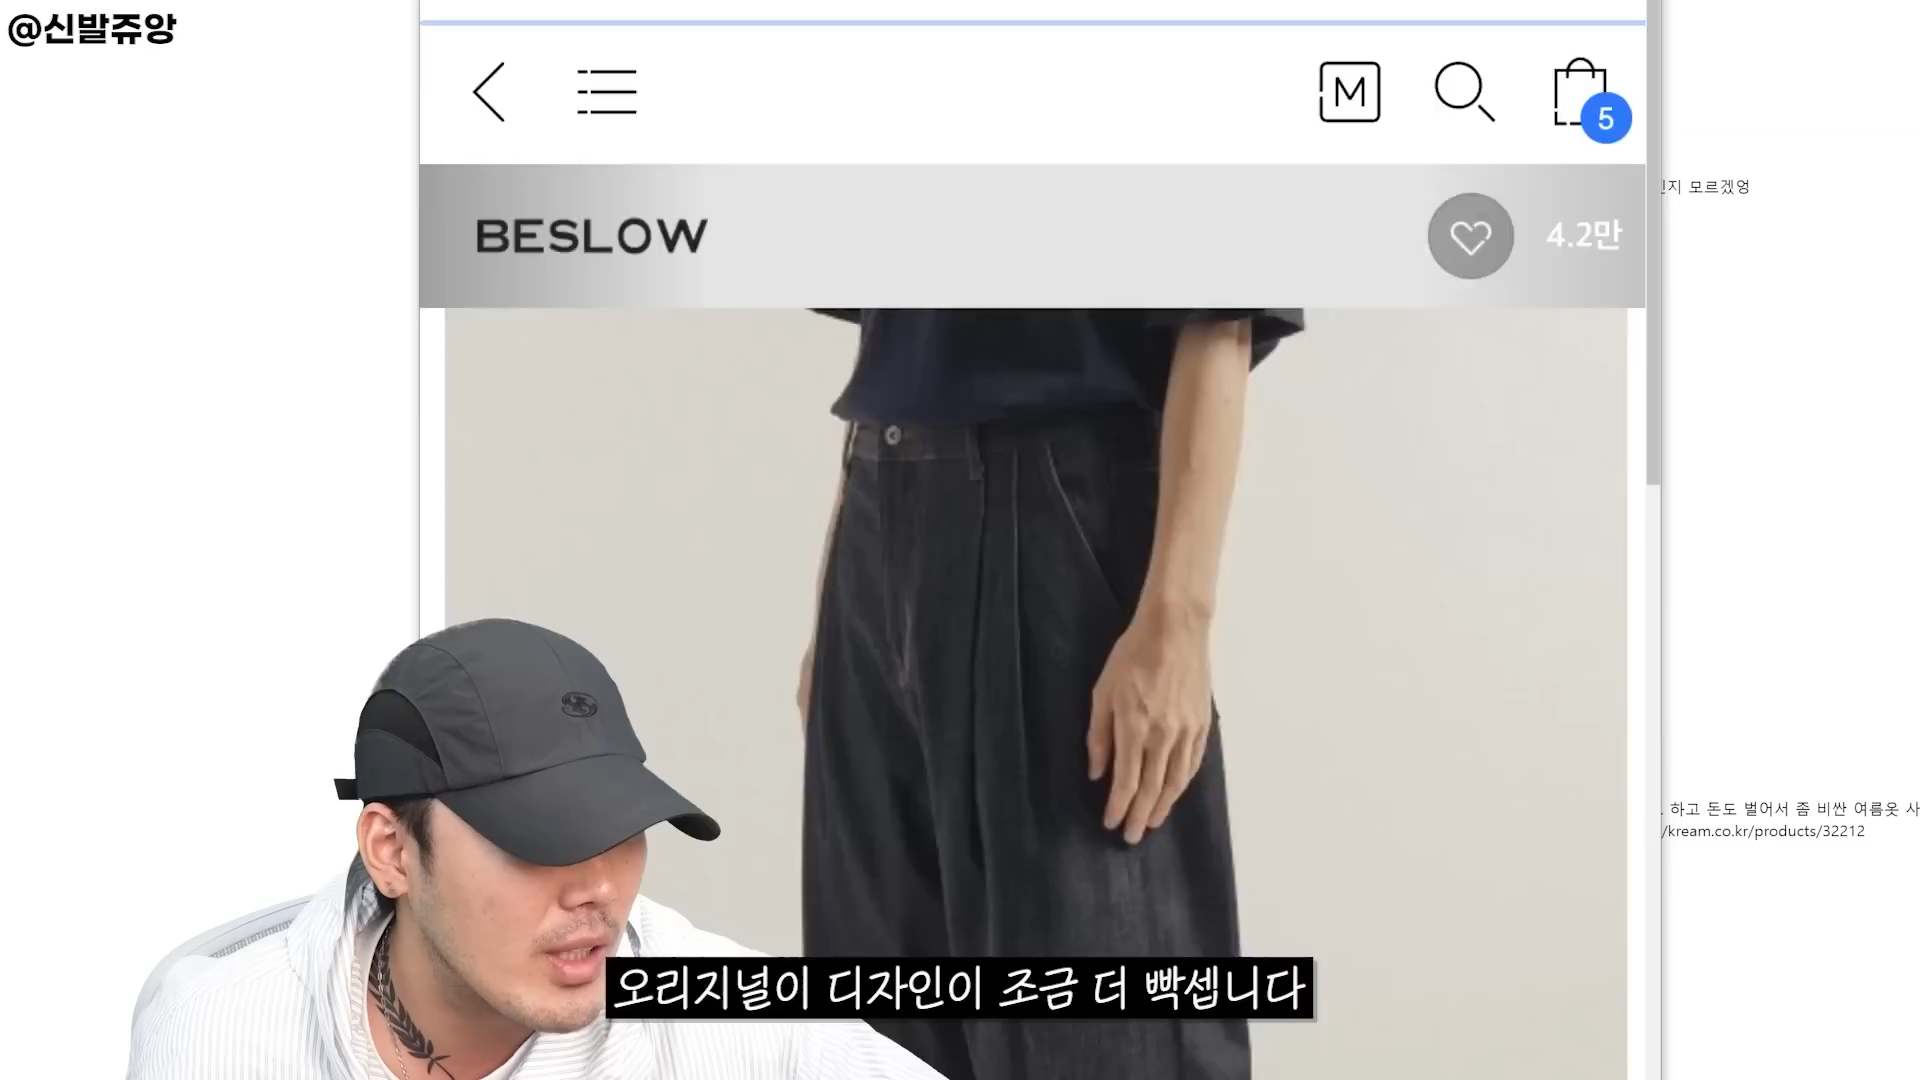 @신발쥬앙
M
5
BESLOW
4.2만
모르겠엉
하고 돈도 벌어서 좀 비싼 여름옷
/kream.co.kr/products/32212
오리지널이 디자인이 조금 더 빡셉니다